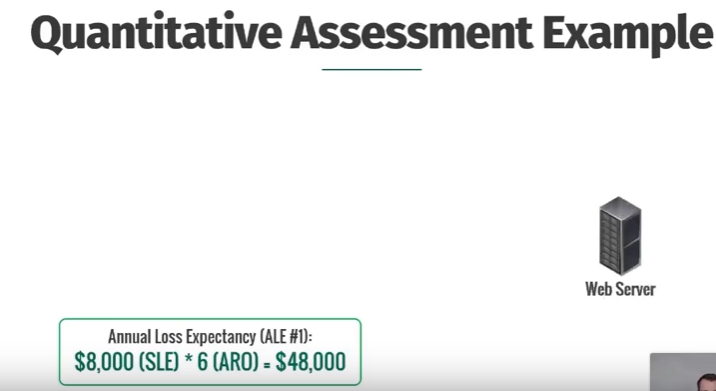 Quantitative Assessment Example
Web Server
Annual Loss Expectancy (ALE #1):
$8,000 (SLE) * 6 (ARO) = $48,000